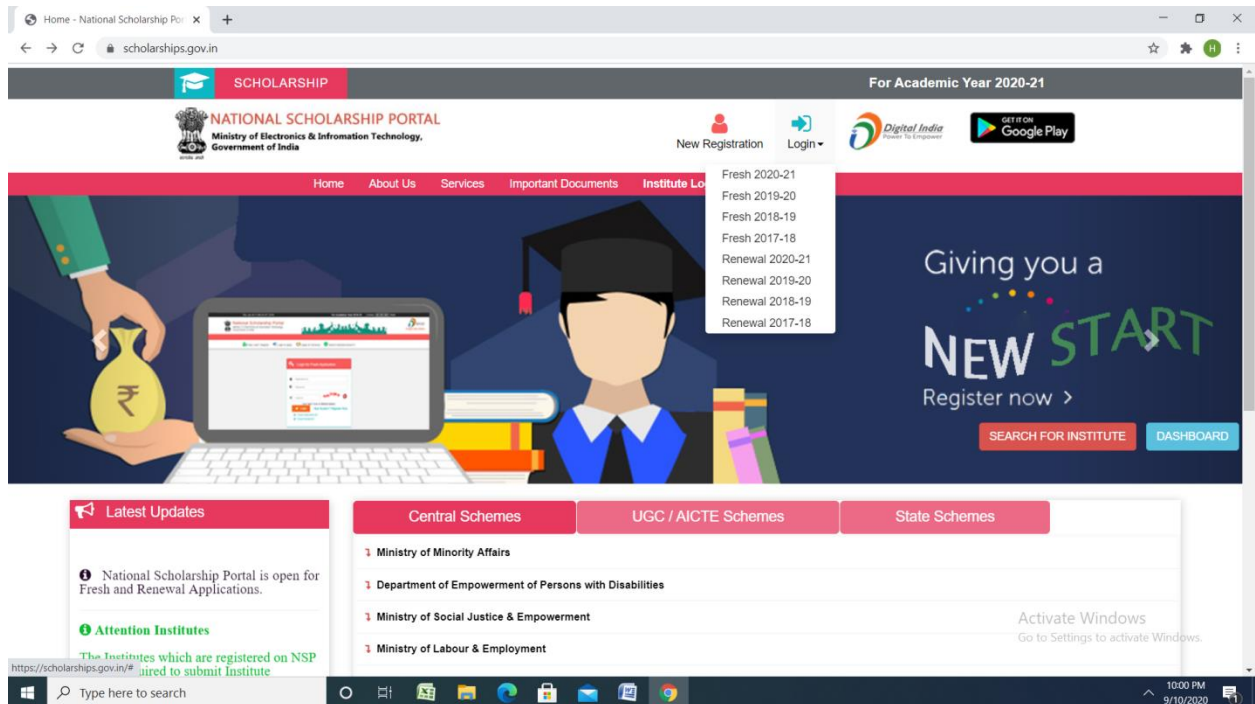 Home - National Scholarship Por
scholarships.gov.in
H
SCHOLARSHIP
For Academic Year 2020-21
NATIONAL SCHOLARSHIP PORTAL
Ministry of Electronics & Infromation Technology,
Government of India
New Registration
Login
Digital India
Power To Empower
GET IT ON
Google Play
Home About Us Services Important Documents Institute Lo
Fresh 2020-21
Fresh 2019-20
Fresh 2018-19
Fresh 2017-18
Renewal 2020-21
Renewal 2019-20
Renewal 2018-19
Renewal 2017-18
Giving you a
NEW START
Register now >
SEARCH FOR INSTITUTE
DASHBOARD
Latest Updates
National Scholarship Portal is open for
Fresh and Renewal Applications.
Attention Institutes
The Institutes which are registered on NSP
uired to submit Institute
Central Schemes
UGC / AICTE Schemes
State Schemes
Ministry of Minority Affairs
Department of Empowerment of Persons with Disabilities
Ministry of Social Justice & Empowerment
Ministry of Labour & Employment
Activate Windows
Go to Settings to activate Windows.
https://scholarships.gov.in/#
Type here to search
10:00 PM
9/10/2020